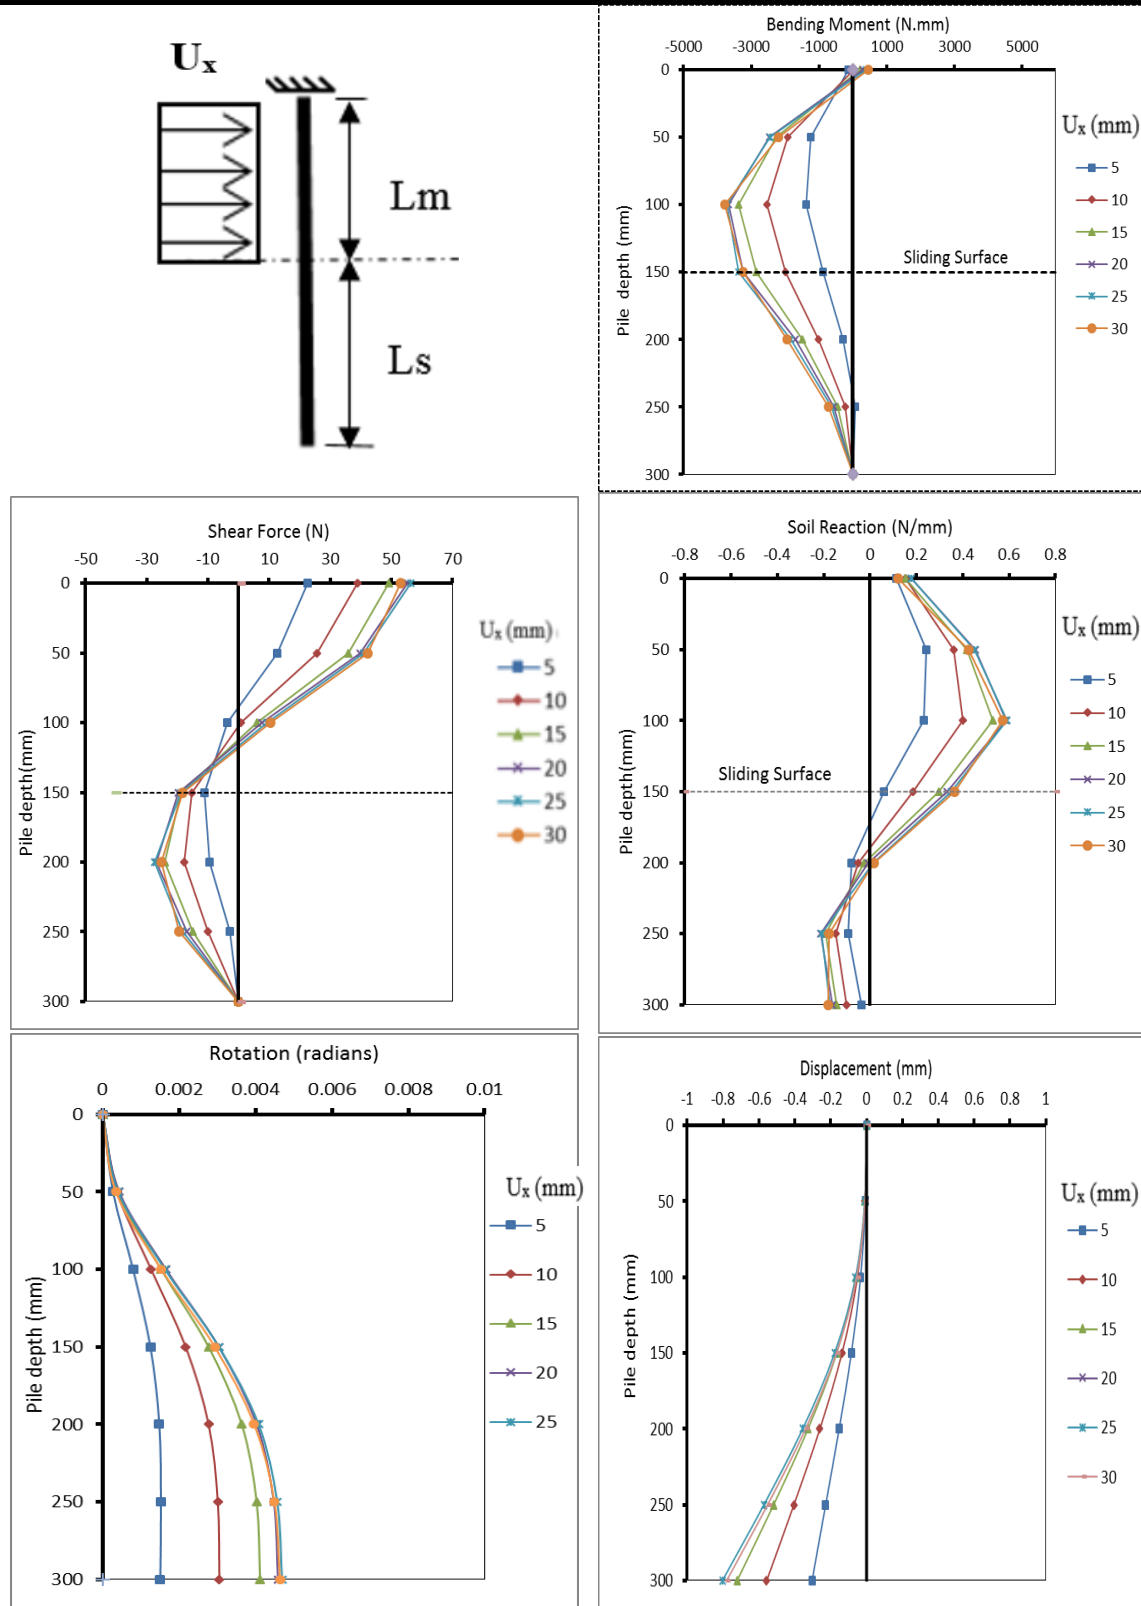 Uₓ
Lm
Ls
Bending Moment (N.mm)
-5000 -3000 -1000 1000 3000 5000
0
50
100
150
200
250
300
Pile depth (mm)
Sliding Surface
Uₓ (mm)
5
10
15
20
25
30
Shear Force (N)
-50 -30 -10 10 30 50 70
0
50
100
150
200
250
300
Pile depth(mm)
Uₓ (mm)
5
10
15
20
25
30
Soil Reaction (N/mm)
-0.8 -0.6 -0.4 -0.2 0 0.2 0.4 0.6 0.8
0
50
100
150
200
250
300
Pile depth (mm)
Sliding Surface
Uₓ (mm)
5
10
15
20
25
30
Rotation (radians)
0 0.002 0.004 0.006 0.008 0.01
0
50
100
150
200
250
300
Pile depth (mm)
Uₓ (mm)
5
10
15
20
25
Displacement (mm)
-1 -0.8 -0.6 -0.4 -0.2 0 0.2 0.4 0.6 0.8 1
0
50
100
150
200
250
300
Pile depth (mm)
Uₓ (mm)
5
10
15
20
25
30